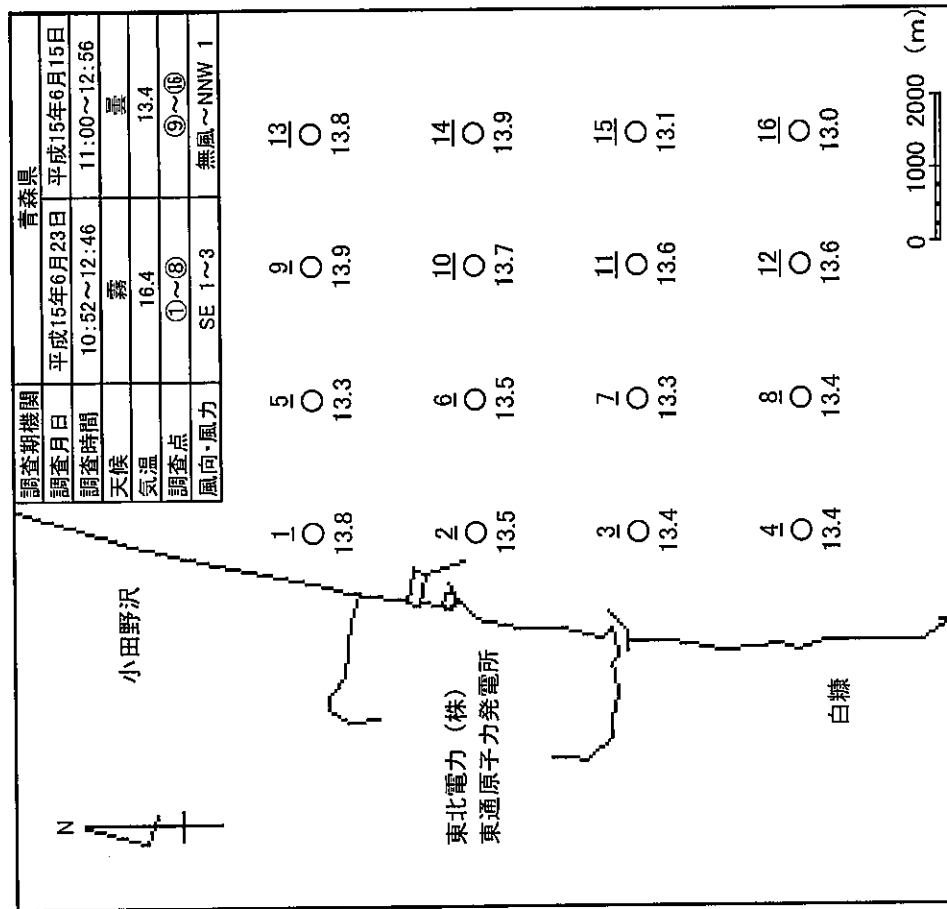 調査期機関 青森県
調査月日 平成15年6月23日 平成15年6月15日
調査時間 10:52～12:46 11:00～12:56
天候 霧 曇
気温 16.4 13.4
調査点 ①～⑧ ⑨～⑯
風向・風力 SE 1～3 無風～NNW 1
N
小田野沢
東北電力（株）
東通原子力発電所
白糠
1 5 9 13
13.8 13.3 13.9 13.8
2 6 10 14
13.5 13.5 13.7 13.9
3 7 11 15
13.4 13.3 13.6 13.1
4 8 12 16
13.4 13.4 13.6 13.0
0 1000 2000 (m)